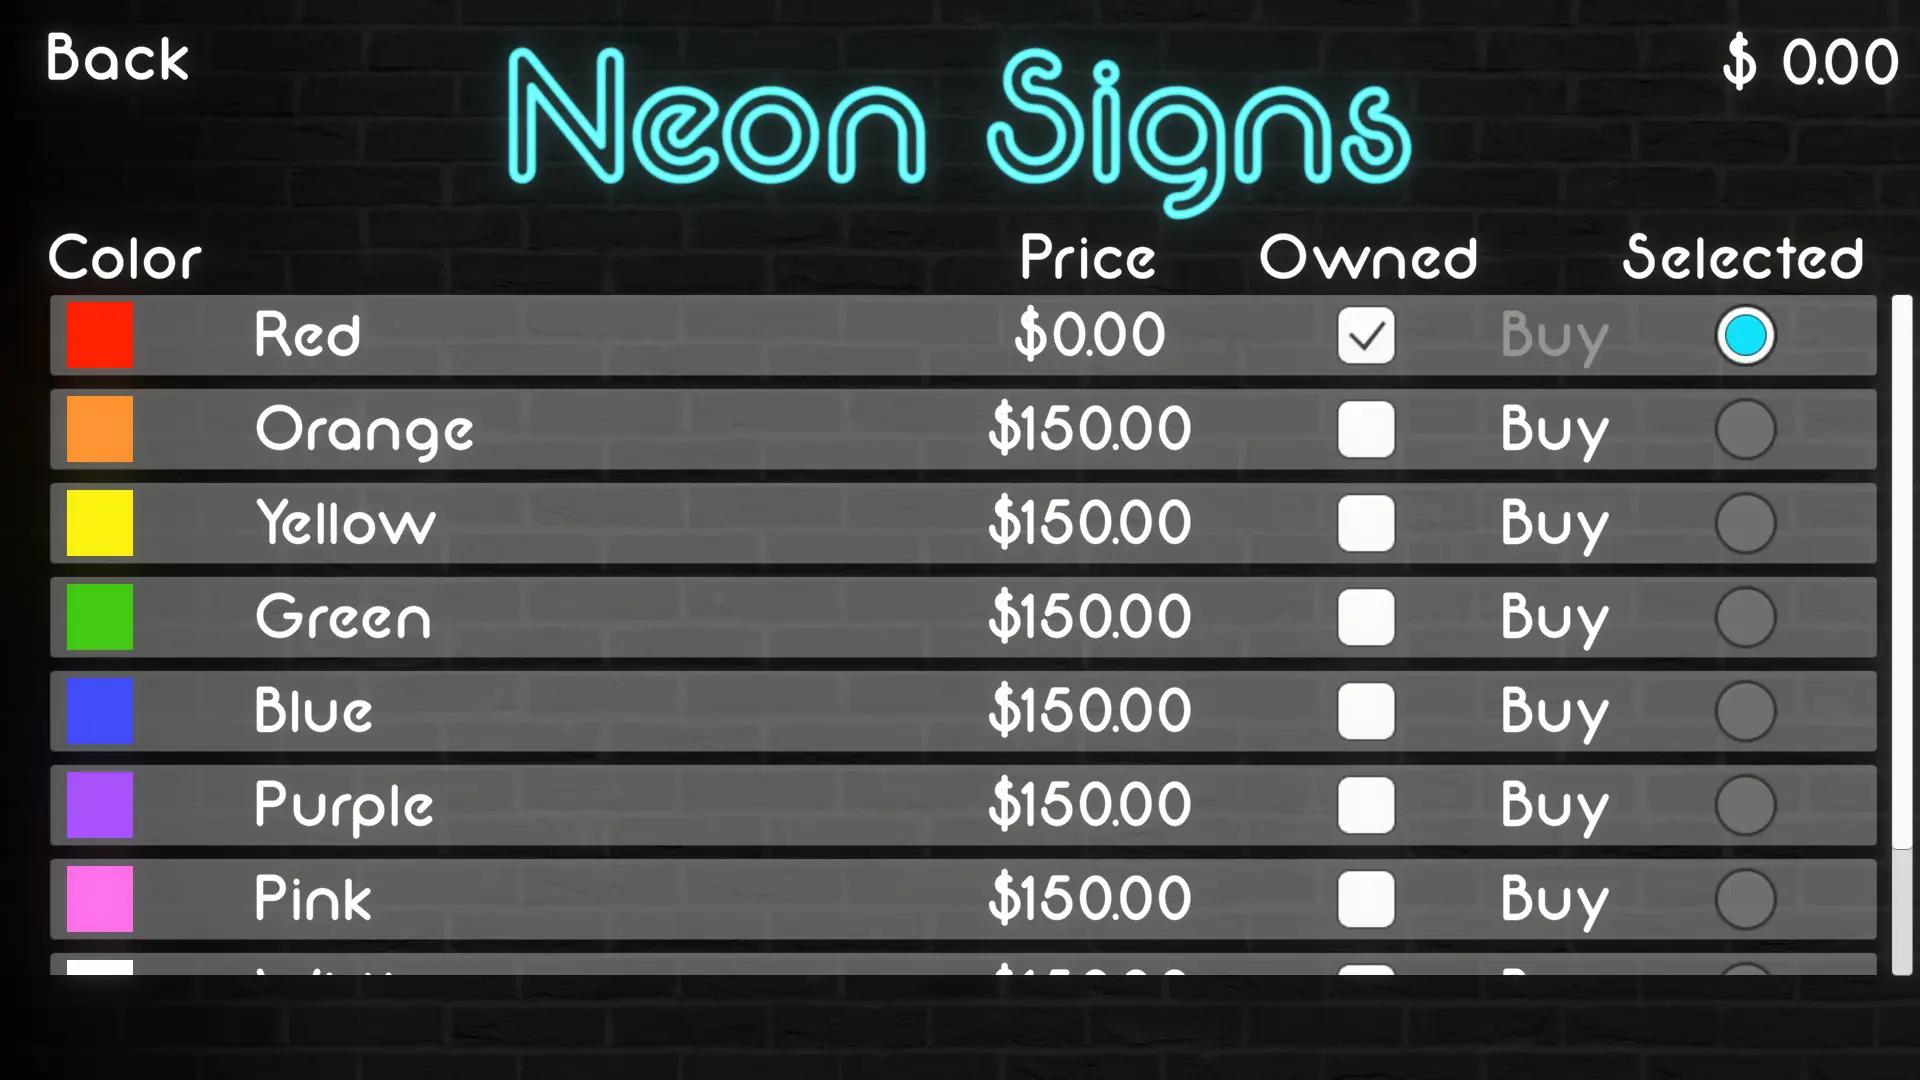 Back
Neon Signs
$ 0.00
Color Price Owned Selected
Red $0.00 Buy
Orange $150.00 Buy
Yellow $150.00 Buy
Green $150.00 Buy
Blue $150.00 Buy
Purple $150.00 Buy
Pink $150.00 Buy